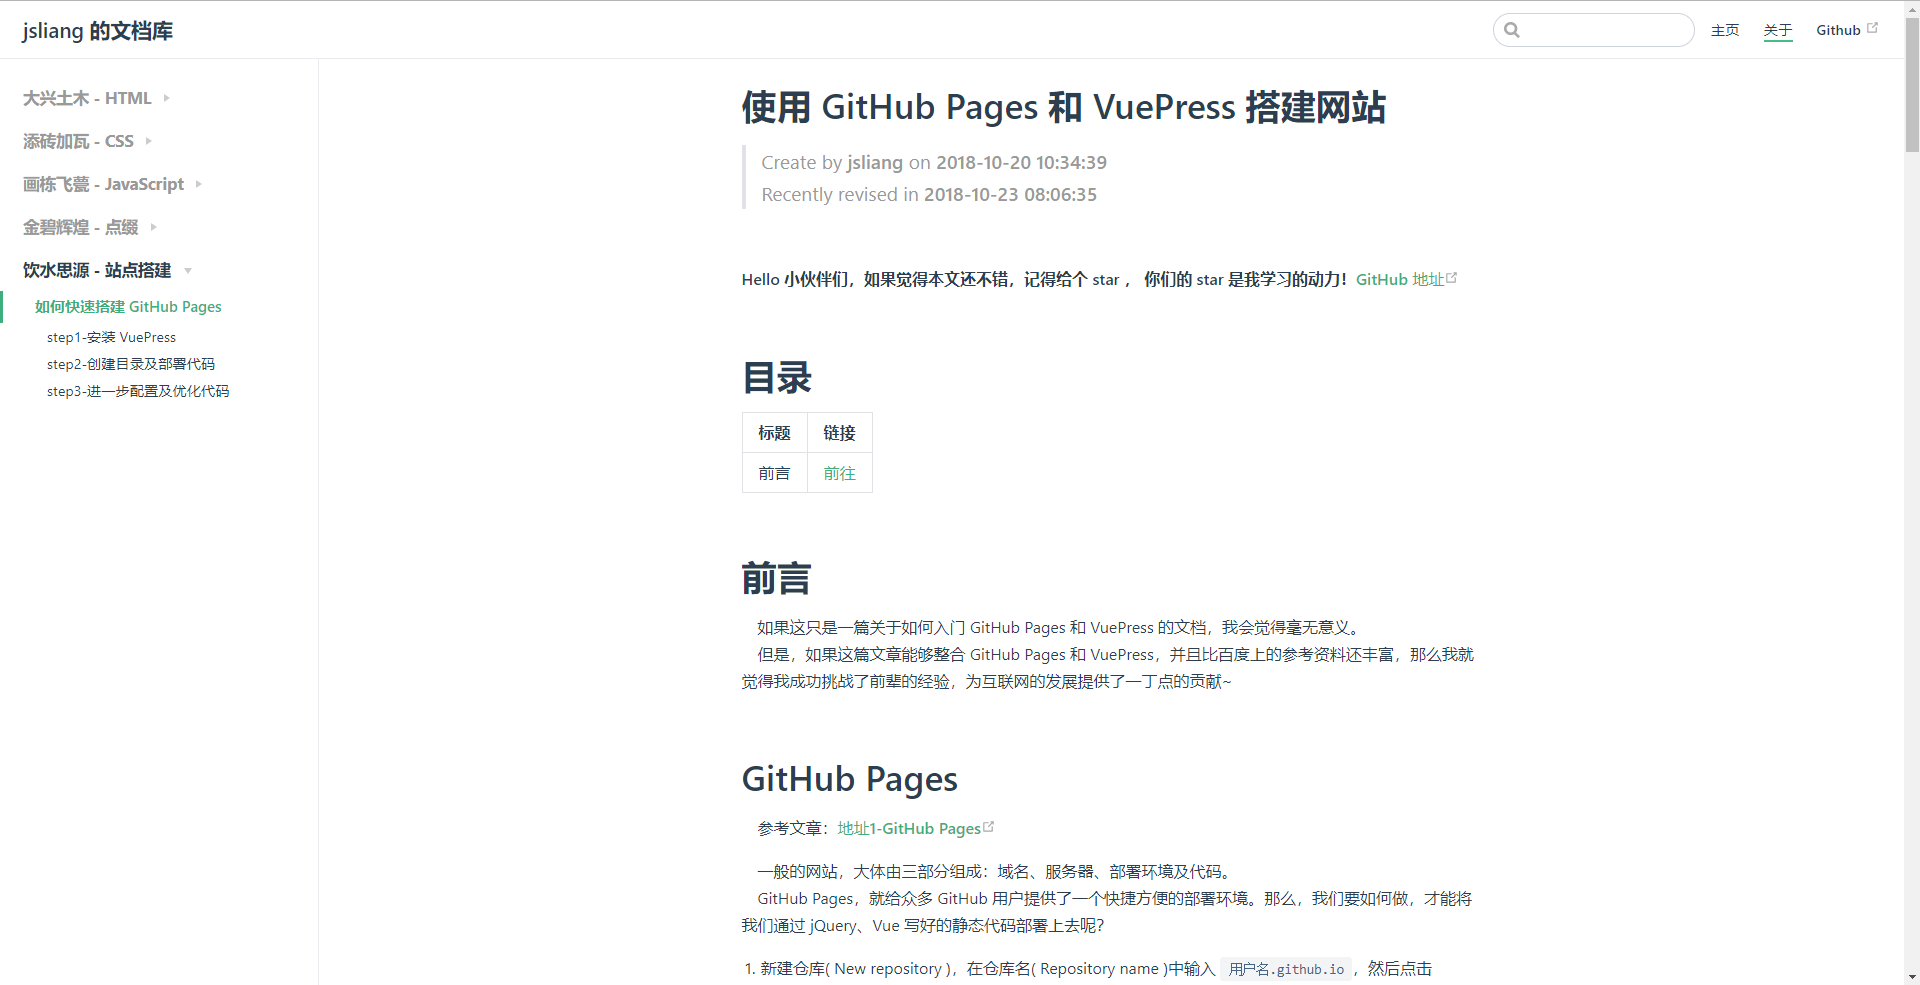 jsliang 的文档库
主页 关于 Github
大兴土木 - HTML
添砖加瓦 - CSS
画栋飞甍 - JavaScript
金碧辉煌 - 点缀
饮水思源 - 站点搭建
如何快速搭建 GitHub Pages
step1-安装 VuePress
step2-创建目录及部署代码
step3-进一步配置及优化代码
使用 GitHub Pages 和 VuePress 搭建网站
Create by jsliang on 2018-10-20 10:34:39
Recently revised in 2018-10-23 08:06:35
Hello 小伙伴们，如果觉得本文还不错，记得给个 star ， 你们的 star 是我学习的动力！GitHub 地址
目录
标题 链接
前言 前往
前言
如果这只是一篇关于如何入门 GitHub Pages 和 VuePress 的文档，我会觉得毫无意义。
但是，如果这篇文章能够整合 GitHub Pages 和 VuePress，并且比百度上的参考资料还丰富，那么我就
觉得我成功挑战了前辈的经验，为互联网的发展提供了一丁点的贡献~
GitHub Pages
参考文章：地址1-GitHub Pages
一般的网站，大体由三部分组成：域名、服务器、部署环境及代码。
GitHub Pages，就给众多 GitHub 用户提供了一个快捷方便的部署环境。那么，我们要如何做，才能将
我们通过 jQuery、Vue 写好的静态代码部署上去呢？
1. 新建仓库( New repository )，在仓库名( Repository name )中输入 用户名.github.io ，然后点击